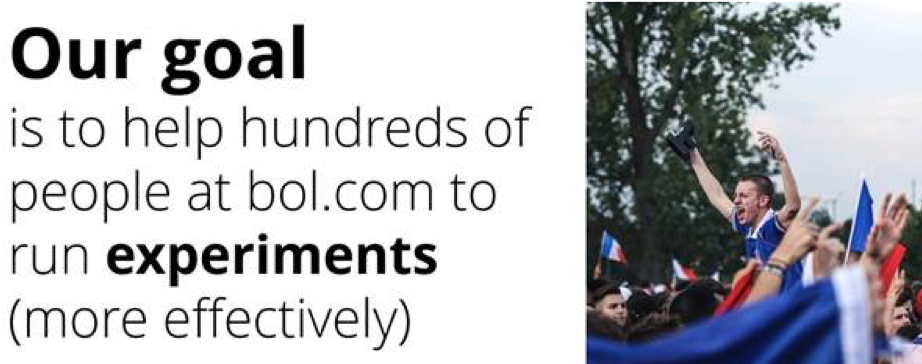 Our goal
is to help hundreds of
people at bol.com to
run experiments
(more effectively)